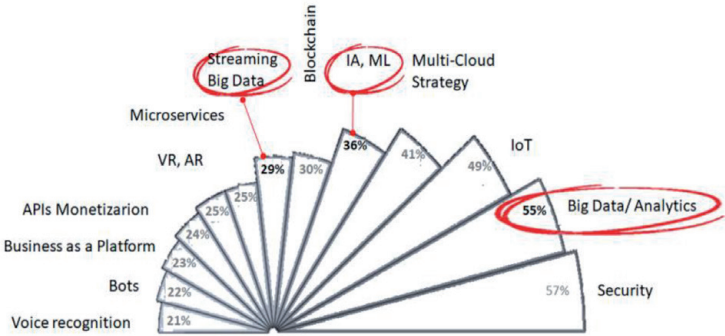 Streaming
Big Data
Blockchain
IA, ML
Multi-Cloud
Strategy
Microservices
VR, AR
IoT
APIs Monetizarion
Big Data/ Analytics
Business as a Platform
Bots
Security
Voice recognition
21%
22%
23%
24%
25%
25%
29%
30%
36%
41%
49%
55%
57%